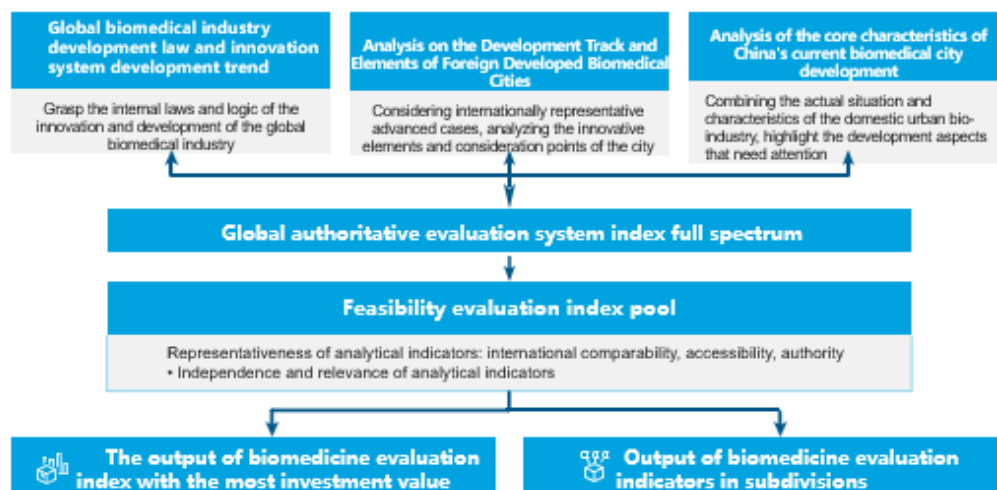 Global biomedical industry
development law and innovation
system development trend
Grasp the internal laws and logic of the
innovation and development of the global
biomedical industry
Analysis on the Development Track and
Elements of Foreign Developed Biomedical
Cities
Considering internationally representative
advanced cases, analyzing the innovative
elements and consideration points of the city
Analysis of the core characteristics of
China's current biomedical city
development
Combining the actual situation and
characteristics of the domestic urban bio-
industry, highlight the development aspects
that need attention
Global authoritative evaluation system index full spectrum
Feasibility evaluation index pool
Representativeness of analytical indicators: international comparability, accessibility, authority
• Independence and relevance of analytical indicators
The output of biomedicine evaluation
index with the most investment value
Output of biomedicine evaluation
indicators in subdivisions